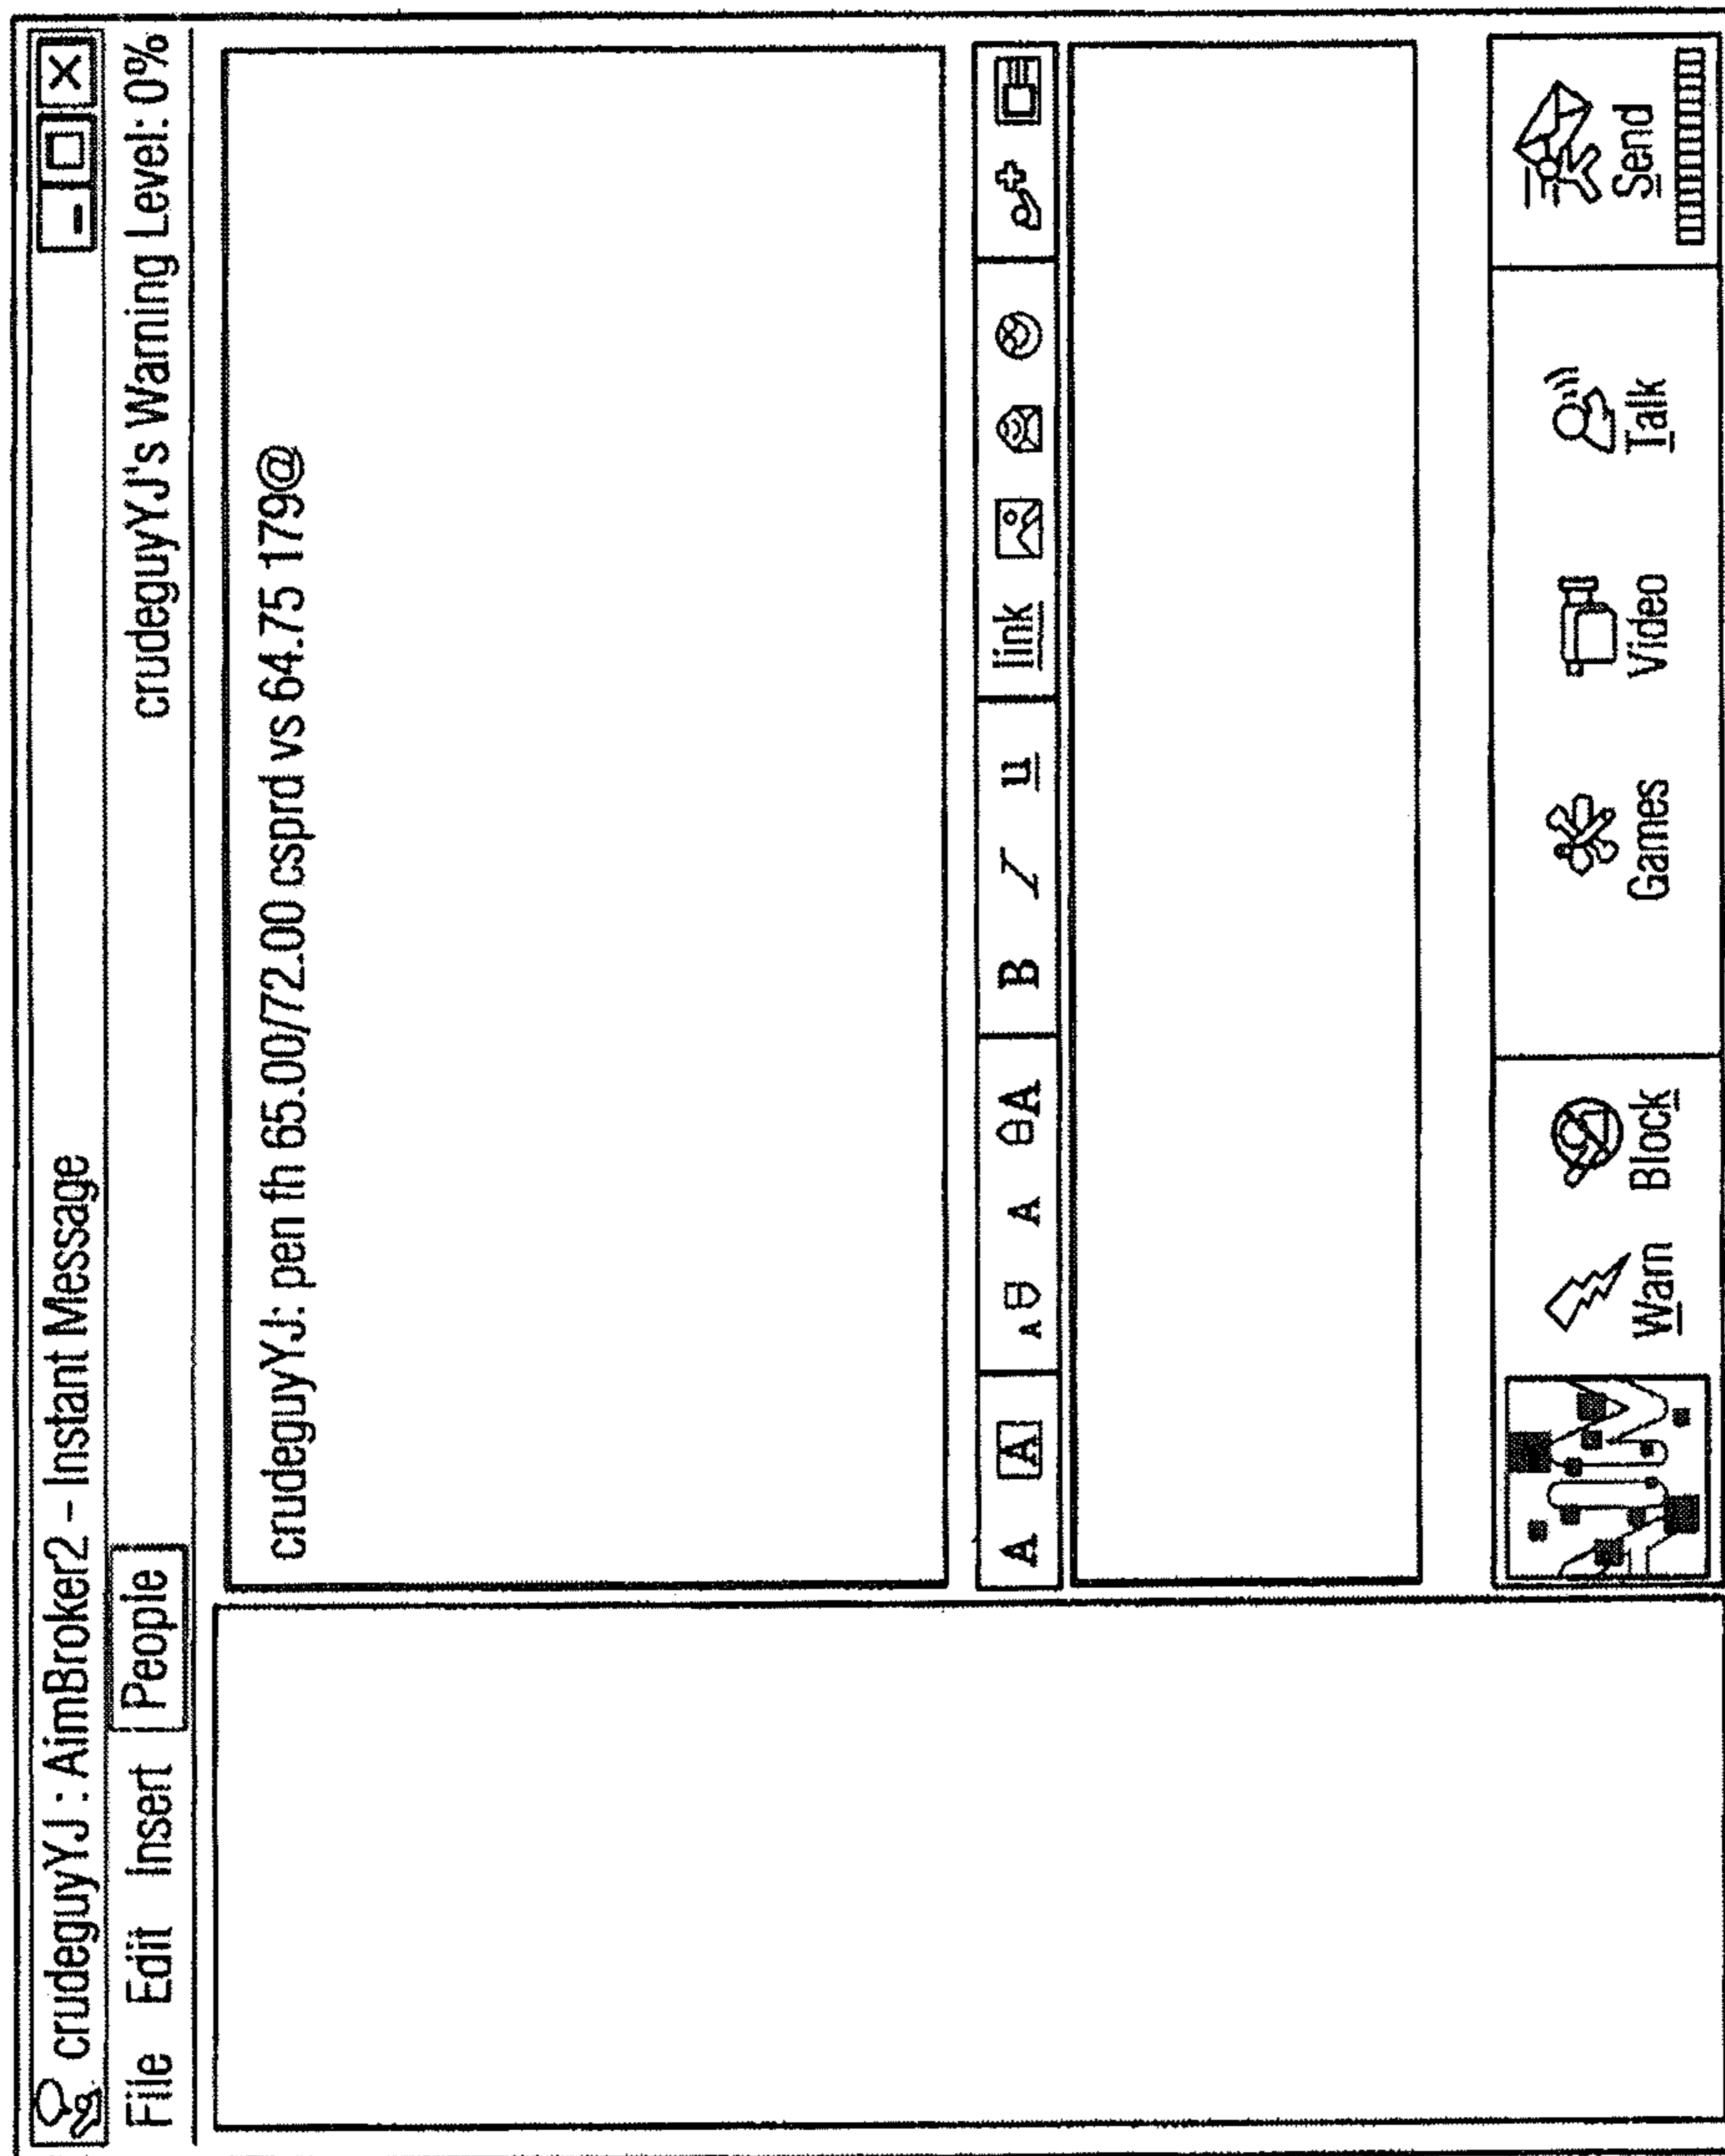 crudeguyYJ : AimBroker2 – Instant Message
File Edit Insert People crudeguyYJ's Warning Level: 0%
crudeguyYJ: pen fh 65.00/72.00 csprd vs 64.75 179@
A A A A A B I u link
Warn Block Games Video Talk Send